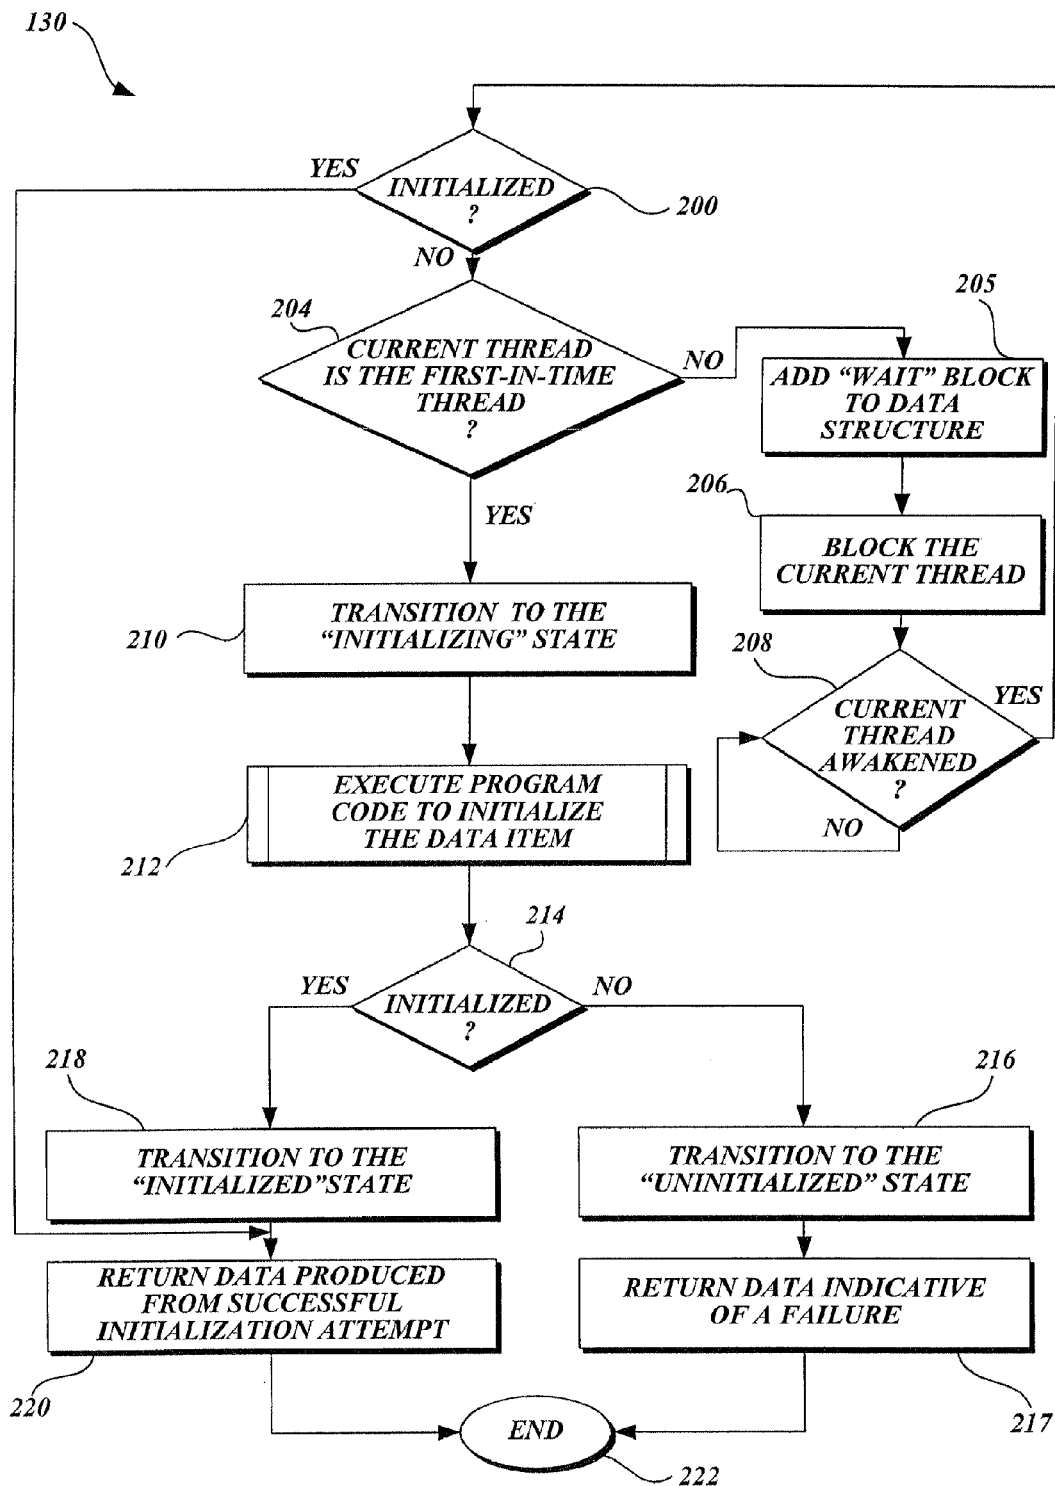 130
YES
INITIALIZED
?
200
NO
204
CURRENT THREAD
IS THE FIRST-IN-TIME
THREAD
?
NO
205
ADD “WAIT” BLOCK
TO DATA
STRUCTURE
206
BLOCK THE
CURRENT THREAD
YES
210
TRANSITION TO THE
“INITIALIZING” STATE
208
CURRENT
THREAD
AWAKENED
?
YES
NO
212
EXECUTE PROGRAM
CODE TO INITIALIZE
THE DATA ITEM
214
YES
INITIALIZED
?
NO
218
TRANSITION TO THE
“INITIALIZED”STATE
216
TRANSITION TO THE
“UNINITIALIZED” STATE
RETURN DATA PRODUCED
FROM SUCCESSFUL
INITIALIZATION ATTEMPT
220
RETURN DATA INDICATIVE
OF A FAILURE
217
END
222